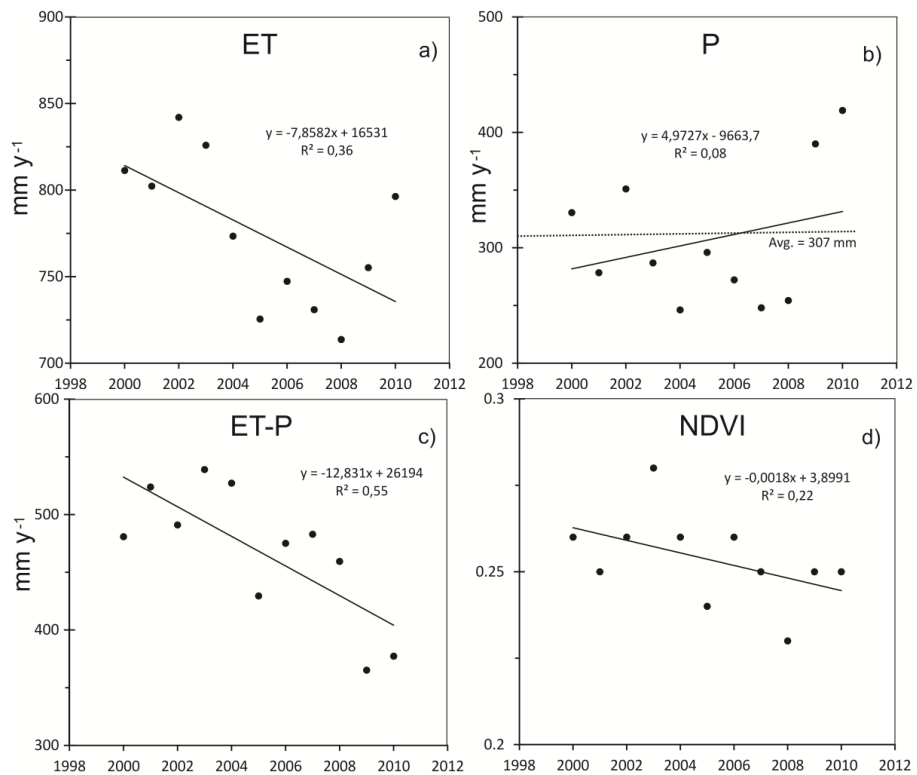 ET
a)
mm y⁻¹
900
850
800
750
700
y = -7,8582x + 16531
R² = 0,36
1998 2000 2002 2004 2006 2008 2010 2012
P
b)
mm y⁻¹
500
400
300
200
y = 4,9727x - 9663,7
R² = 0,08
Avg. = 307 mm
1998 2000 2002 2004 2006 2008 2010 2012
ET-P
c)
mm y⁻¹
600
500
400
300
y = -12,831x + 26194
R² = 0,55
1998 2000 2002 2004 2006 2008 2010 2012
NDVI
d)
0.3
0.25
0.2
y = -0,0018x + 3,8991
R² = 0,22
1998 2000 2002 2004 2006 2008 2010 2012